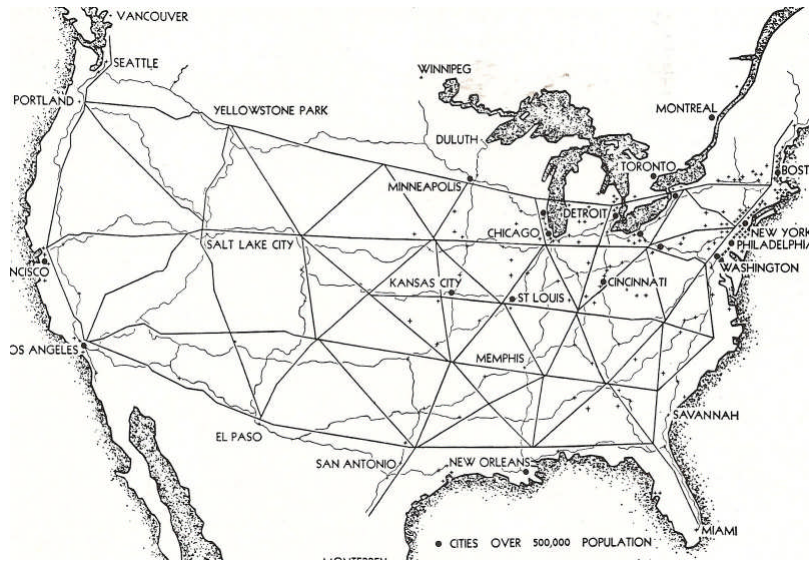 VANCOUVER
SEATTLE
WINNIPEG
PORTLAND
YELLOWSTONE PARK
MONTREAL
DULUTH
TORONTO
BOST
MINNEAPOLIS
DETROIT
NEW YORK
CHICAGO
PHILADELPHIA
SALT LAKE CITY
WASHINGTON
NCISCO
KANSAS CITY
CINCINNATI
ST LOUIS
OS ANGELES
MEMPHIS
SAVANNAH
EL PASO
SAN ANTONIO
NEW ORLEANS
MIAMI
CITIES OVER 500,000 POPULATION